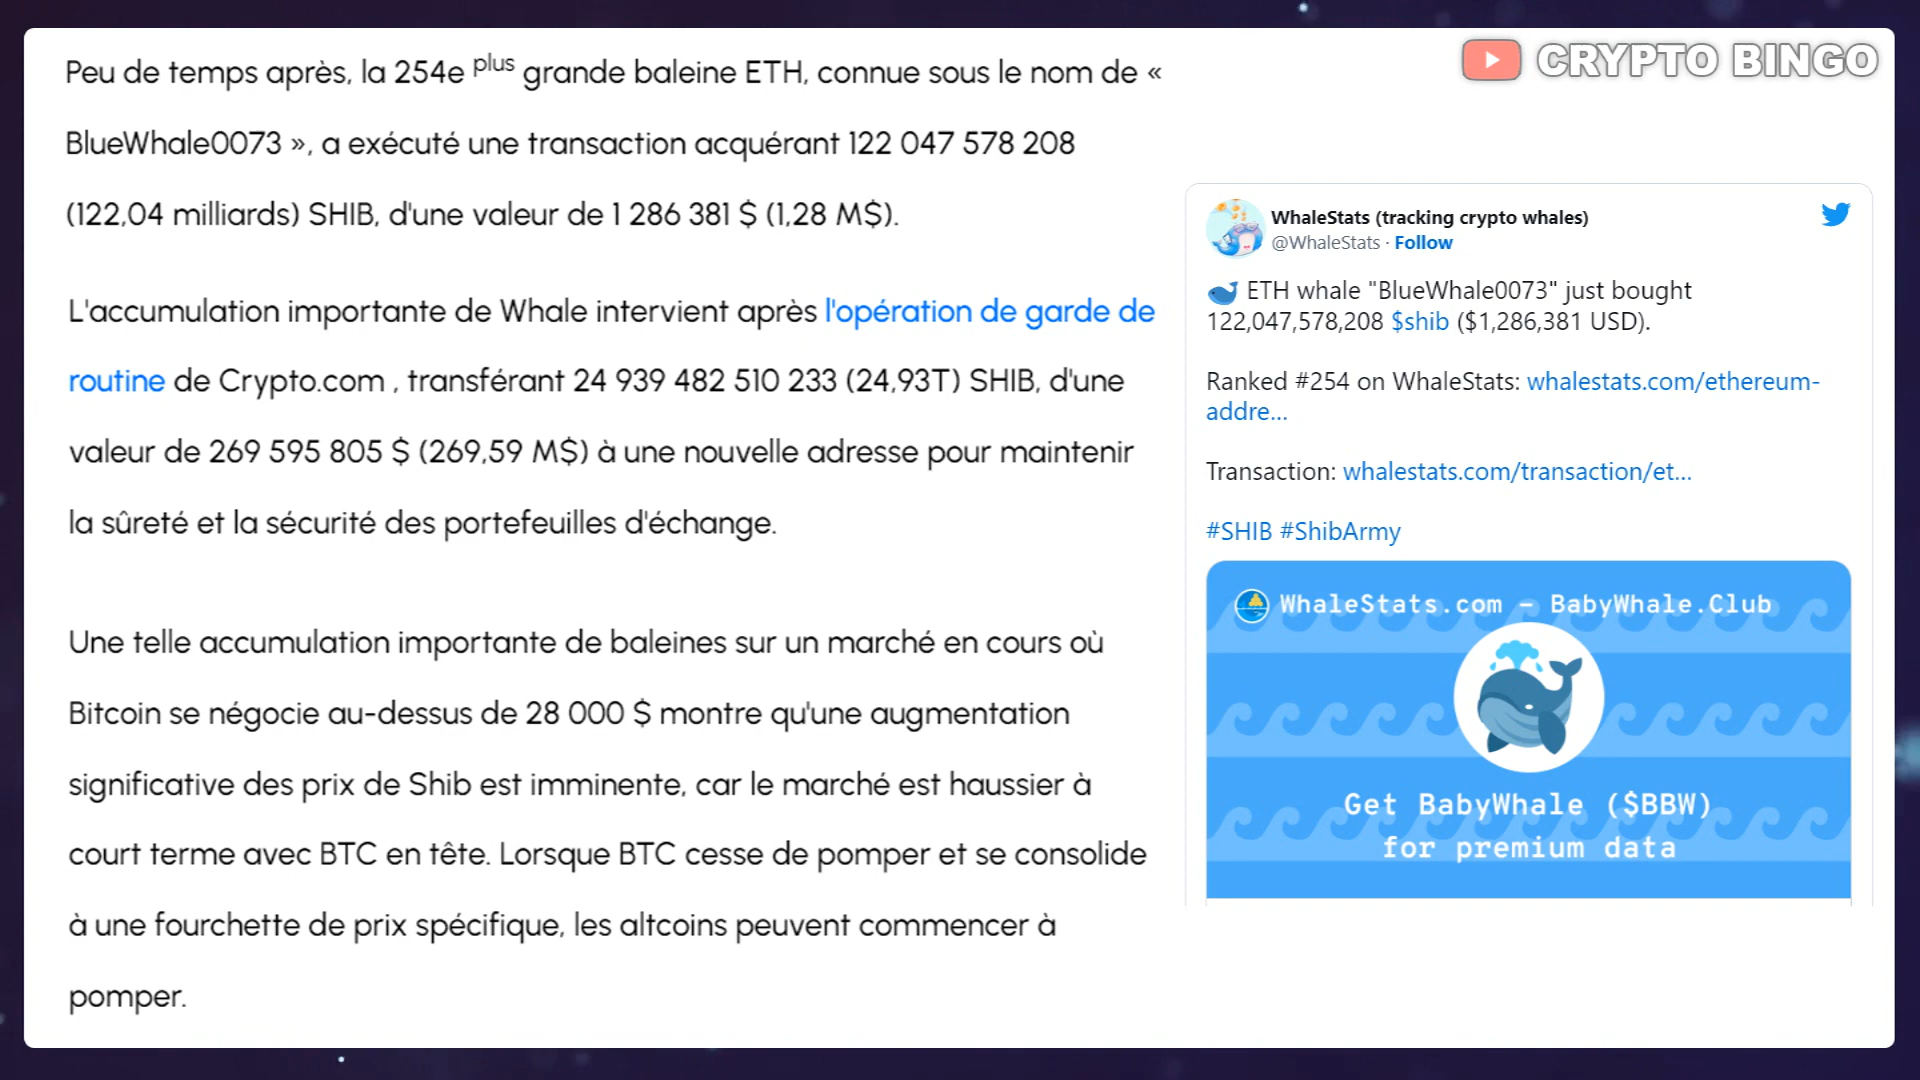 CRYPTO BINGO
Peu de temps après, la 254e plus grande baleine ETH, connue sous le nom de «
BlueWhale0073 », a exécuté une transaction acquérant 122 047 578 208
(122,04 milliards) SHIB, d'une valeur de 1 286 381 $ (1,28 M$).
L'accumulation importante de Whale intervient après l'opération de garde de
routine de Crypto.com , transférant 24 939 482 510 233 (24,93T) SHIB, d'une
valeur de 269 595 805 $ (269,59 M$) à une nouvelle adresse pour maintenir
la sûreté et la sécurité des portefeuilles d'échange.
Une telle accumulation importante de baleines sur un marché en cours où
Bitcoin se négocie au-dessus de 28 000 $ montre qu'une augmentation
significative des prix de Shib est imminente, car le marché est haussier à
court terme avec BTC en tête. Lorsque BTC cesse de pomper et se consolide
à une fourchette de prix spécifique, les altcoins peuvent commencer à
pomper.
WhaleStats (tracking crypto whales)
@WhaleStats · Follow
🐋 ETH whale "BlueWhale0073" just bought
122,047,578,208 $shib ($1,286,381 USD).
Ranked #254 on WhaleStats: whalestats.com/ethereum-
addre...
Transaction: whalestats.com/transaction/et...
#SHIB #ShibArmy
WhaleStats.com – BabyWhale.Club
Get BabyWhale ($BBW)
for premium data